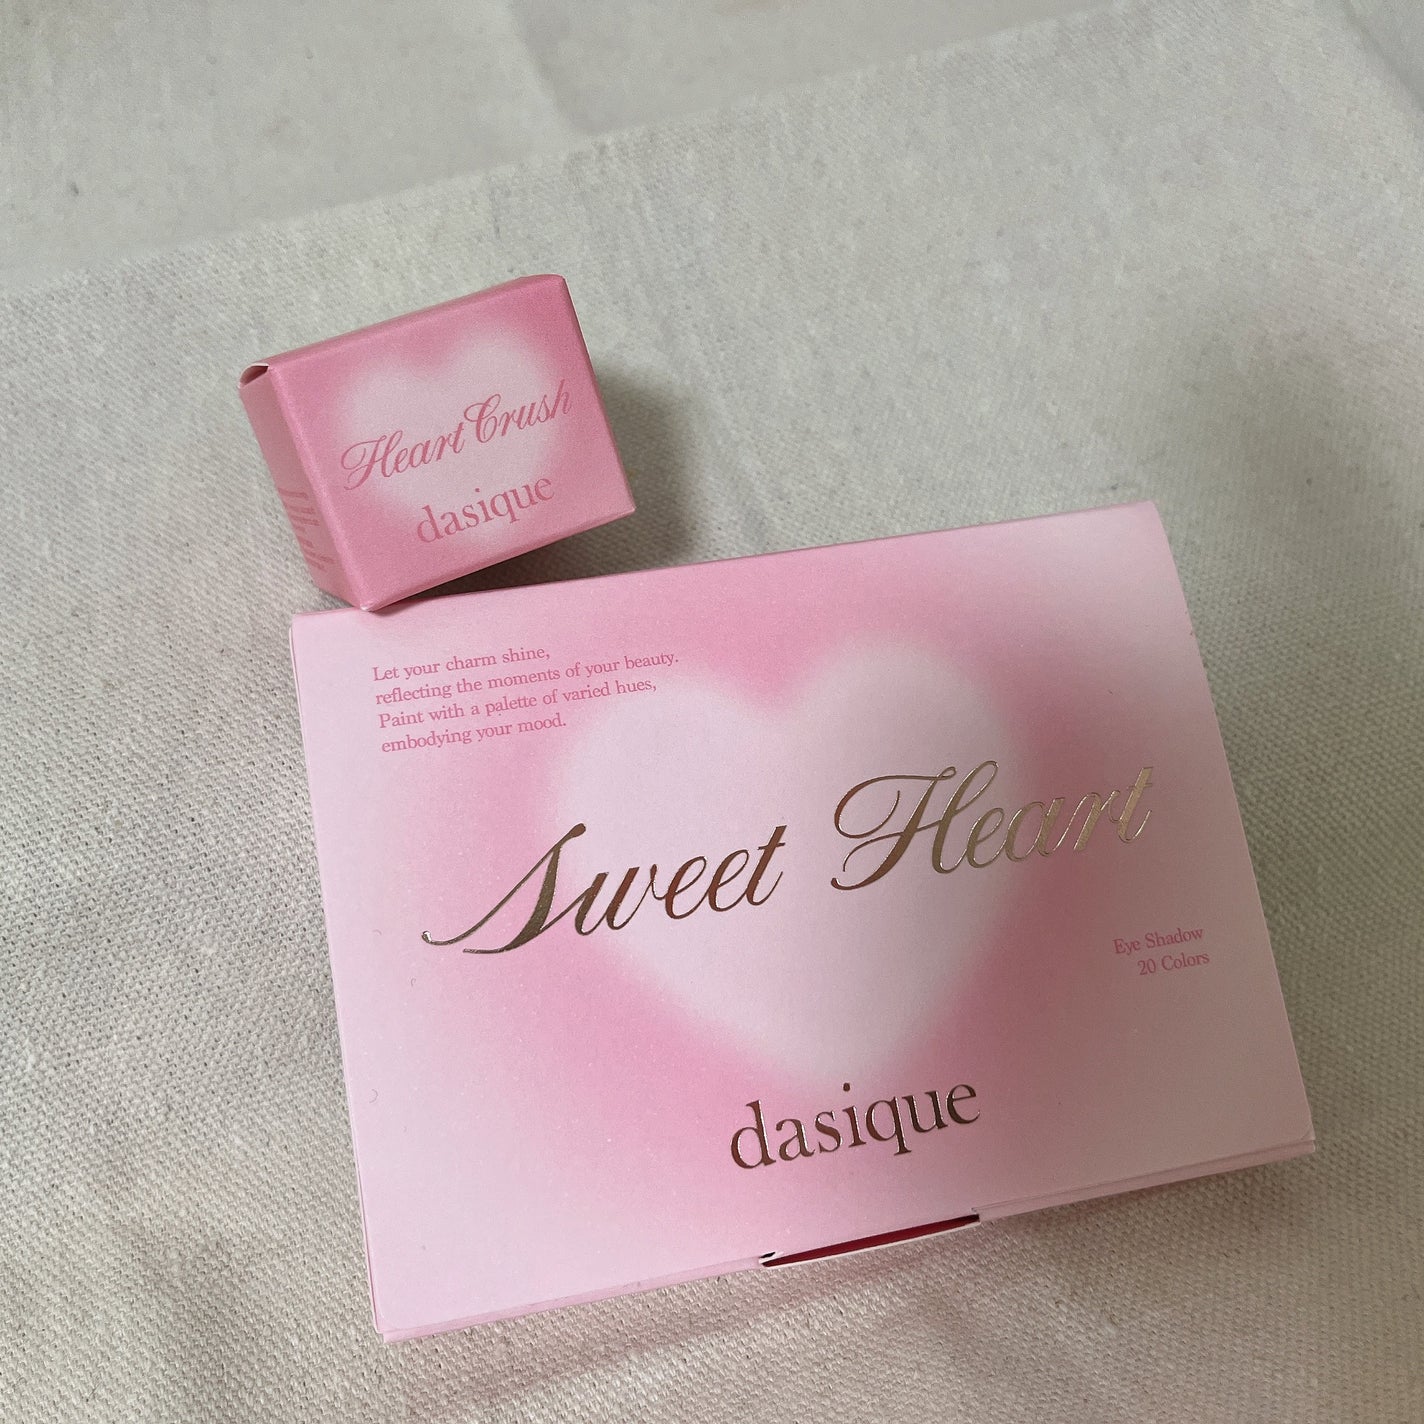 Heart Crush
dasique
Let your charm shine,
reflecting the moments of your beauty.
Paint with a palette of varied hues,
embodying your mood.
Sweet Heart
Eye Shadow
20 Colors
dasique